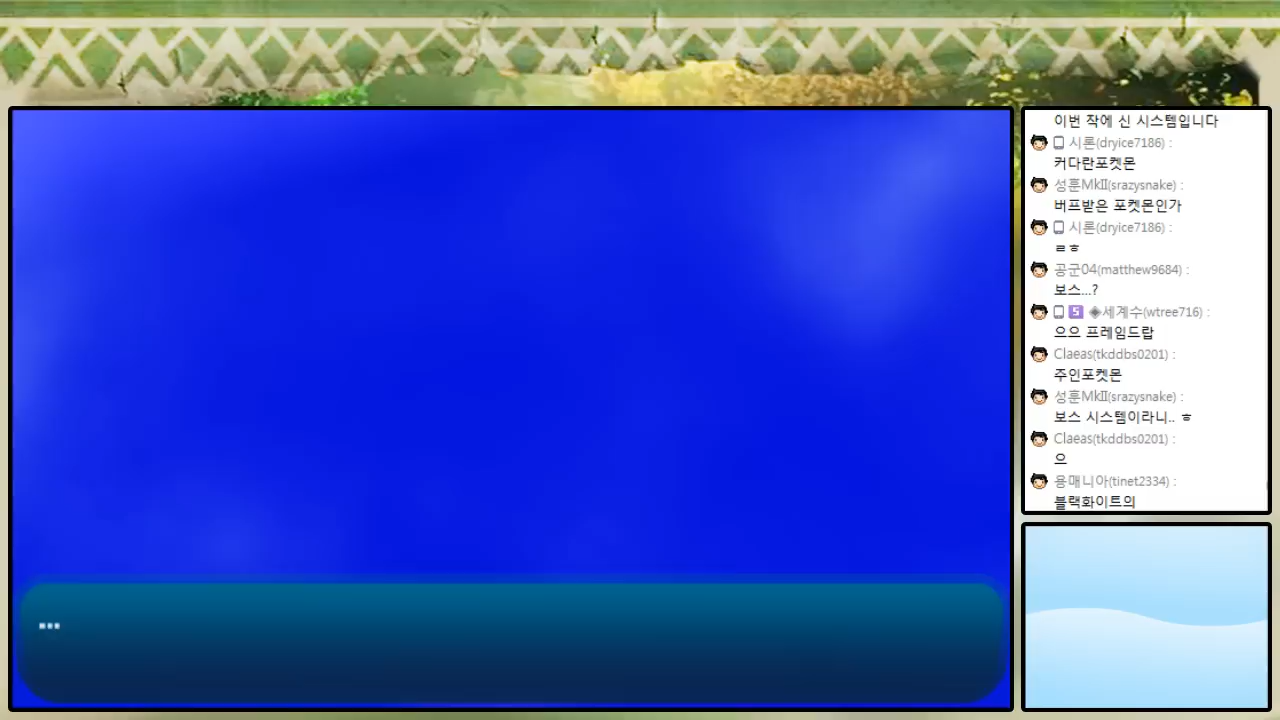 ...
이번 작에 신 시스템입니다
시론(dryice7186) :
커다란포켓몬
성훈MkII(srazysnake) :
버프받은 포켓몬인가
시론(dryice7186) :
ㄹㅎ
공군04(matthew9684) :
보스...?
5 ◈세계수(wtree716) :
으으 프레임드랍
Claeas(tkddbs0201) :
주인포켓몬
성훈MkII(srazysnake) :
보스 시스템이라니.. ㅎ
Claeas(tkddbs0201) :
으
용매니아(tinet2334) :
블랙화이트의